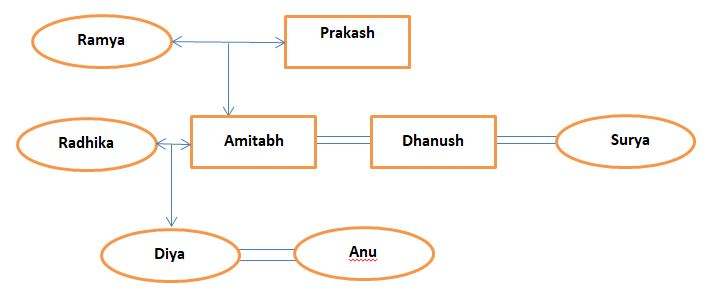 Ramya
Prakash
Radhika
Amitabh
Dhanush
Surya
Diya
Anu